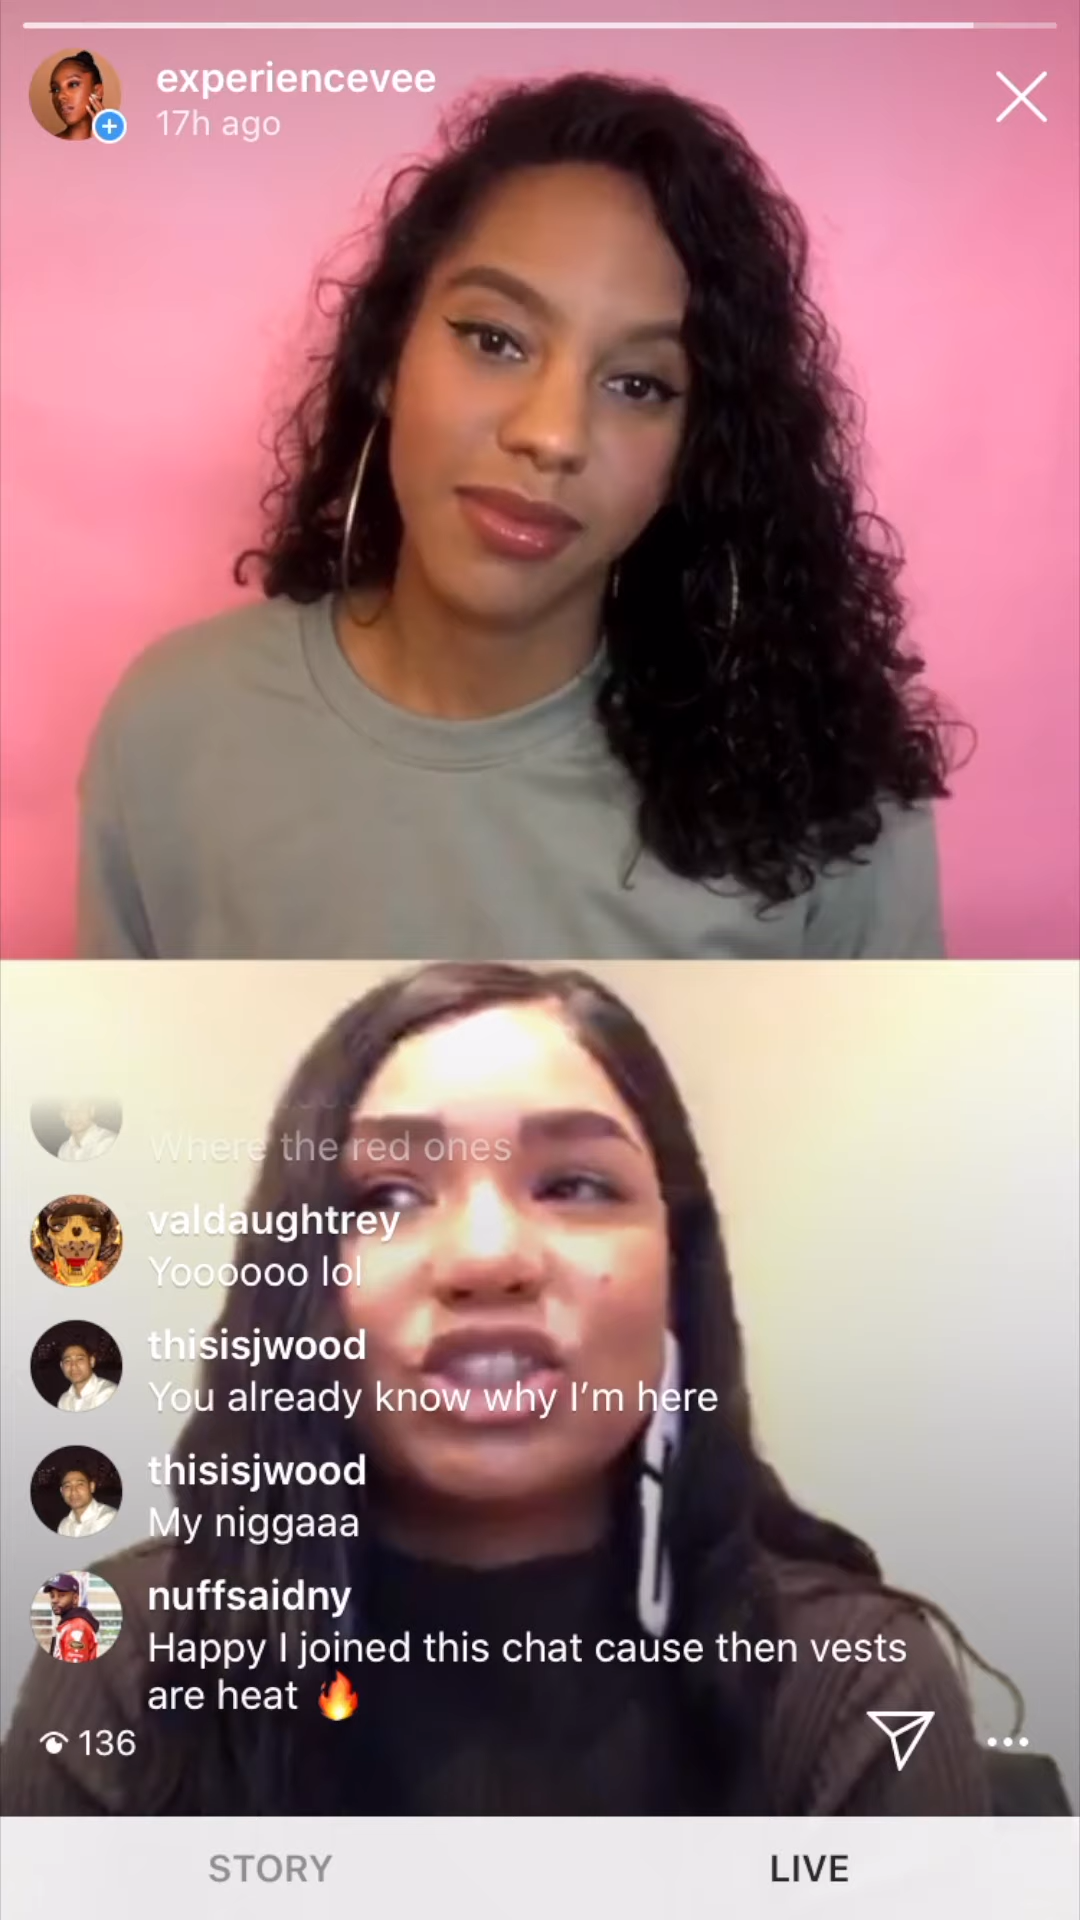 experiencevee
17h ago
Where the red ones
valdaughtrey
Yoooooo lol
thisisjwood
You already know why I’m here
thisisjwood
My niggaaa
nuffsaidny
Happy I joined this chat cause then vests
are heat 🔥
136
STORY
LIVE